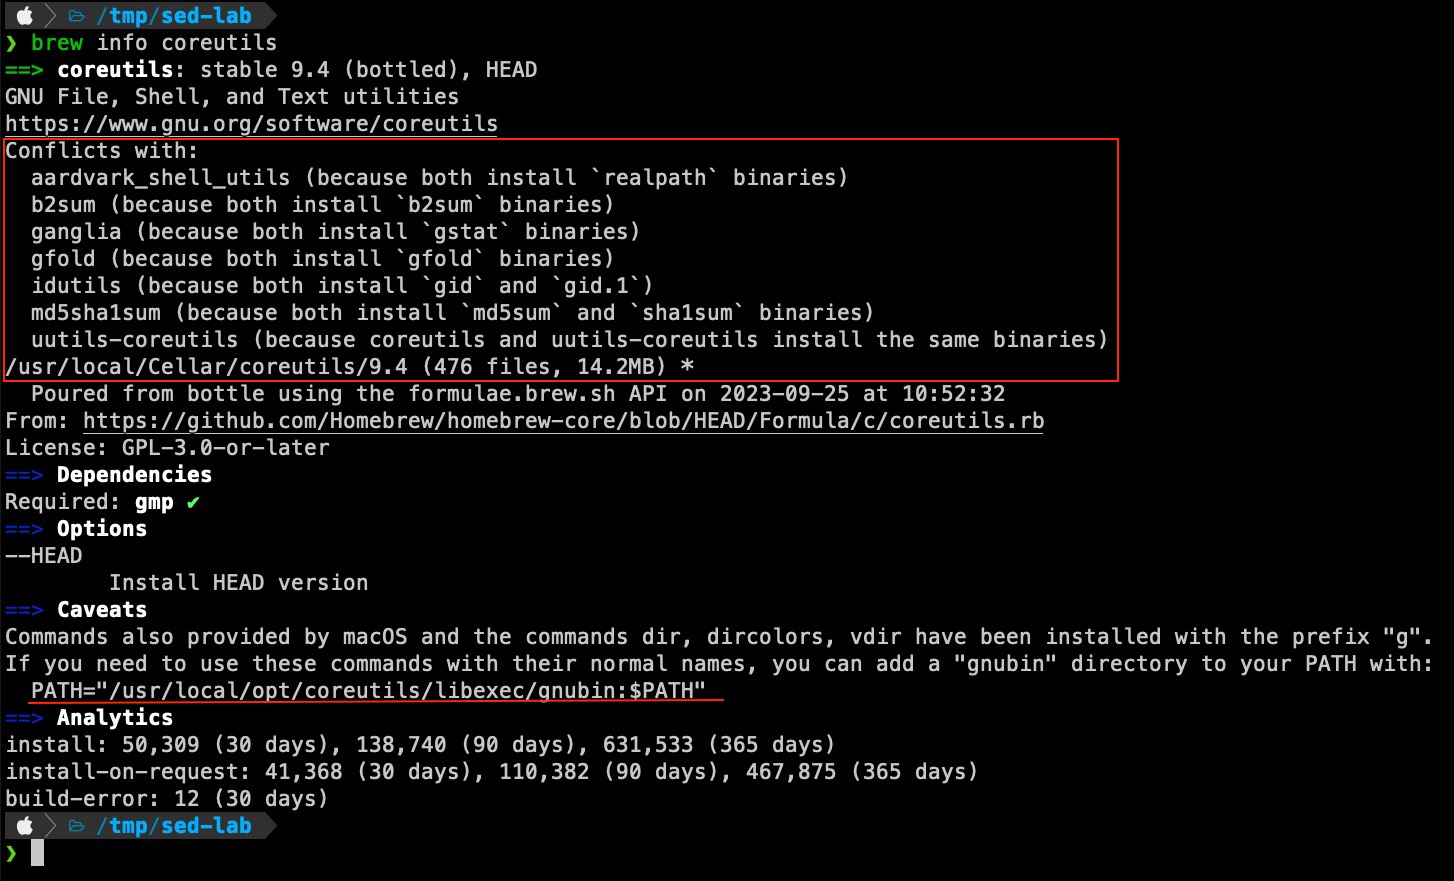 /tmp/sed-lab
❯ brew info coreutils
==> coreutils: stable 9.4 (bottled), HEAD
GNU File, Shell, and Text utilities
https://www.gnu.org/software/coreutils
Conflicts with:
  aardvark_shell_utils (because both install `realpath` binaries)
  b2sum (because both install `b2sum` binaries)
  ganglia (because both install `gstat` binaries)
  gfold (because both install `gfold` binaries)
  idutils (because both install `gid` and `gid.1`)
  md5sha1sum (because both install `md5sum` and `sha1sum` binaries)
  uutils-coreutils (because coreutils and uutils-coreutils install the same binaries)
/usr/local/Cellar/coreutils/9.4 (476 files, 14.2MB) *
  Poured from bottle using the formulae.brew.sh API on 2023-09-25 at 10:52:32
From: https://github.com/Homebrew/homebrew-core/blob/HEAD/Formula/c/coreutils.rb
License: GPL-3.0-or-later
==> Dependencies
Required: gmp ✔
==> Options
--HEAD
        Install HEAD version
==> Caveats
Commands also provided by macOS and the commands dir, dircolors, vdir have been installed with the prefix "g".
If you need to use these commands with their normal names, you can add a "gnubin" directory to your PATH with:
  PATH="/usr/local/opt/coreutils/libexec/gnubin:$PATH"
==> Analytics
install: 50,309 (30 days), 138,740 (90 days), 631,533 (365 days)
install-on-request: 41,368 (30 days), 110,382 (90 days), 467,875 (365 days)
build-error: 12 (30 days)
/tmp/sed-lab
❯